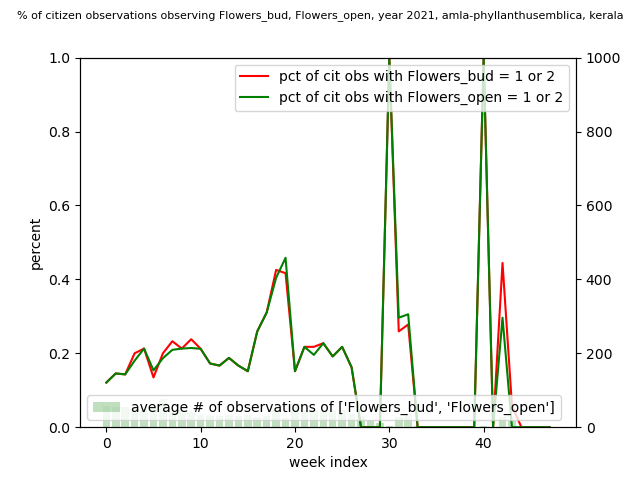 % of citizen observations observing Flowers_bud, Flowers_open, year 2021, amla-phyllanthusemblica, kerala
pct of cit obs with Flowers_bud = 1 or 2
pct of cit obs with Flowers_open = 1 or 2
1.0
0.8
0.6
0.4
0.2
0.0
percent
1000
800
600
400
200
0
average # of observations of ['Flowers_bud', 'Flowers_open']
0 10 20 30 40
week index